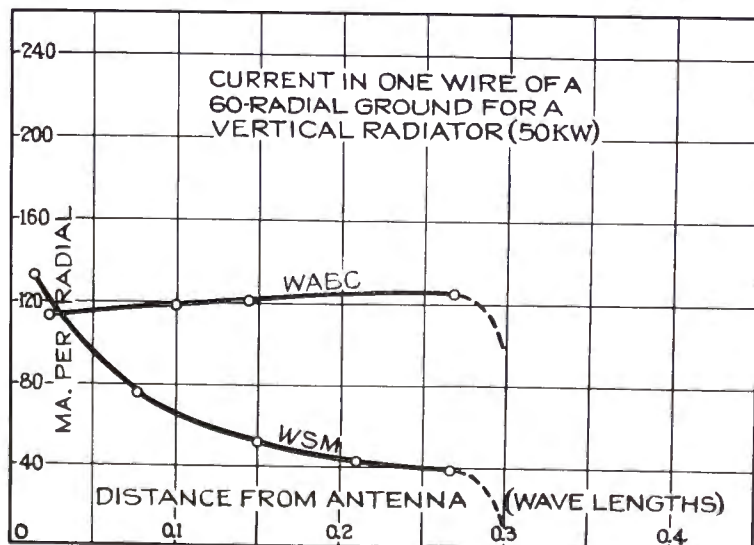 240
CURRENT IN ONE WIRE OF A
60-RADIAL GROUND FOR A
VERTICAL RADIATOR (50KW)
200
160
MA. PER RADIAL
WABC
120
80
WSM
40
DISTANCE FROM ANTENNA (WAVE LENGTHS)
0 0.1 0.2 0.3 0.4